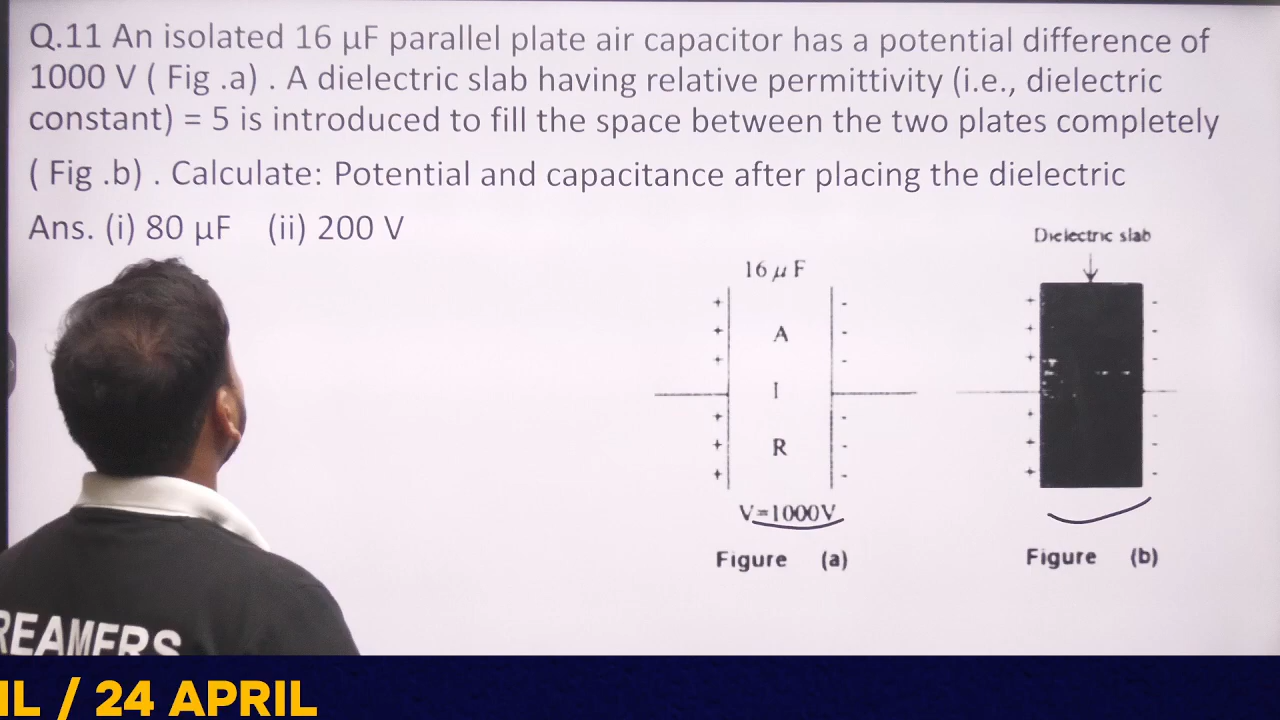 Q.11 An isolated 16 μF parallel plate air capacitor has a potential difference of
1000 V ( Fig .a) . A dielectric slab having relative permittivity (i.e., dielectric
constant) = 5 is introduced to fill the space between the two plates completely
( Fig .b) . Calculate: Potential and capacitance after placing the dielectric
Ans. (i) 80 μF (ii) 200 V
Dielectric slab
16 μ F
A
I
R
V=1000V
Figure (a)
Figure (b)
REAMERS
IL / 24 APRIL